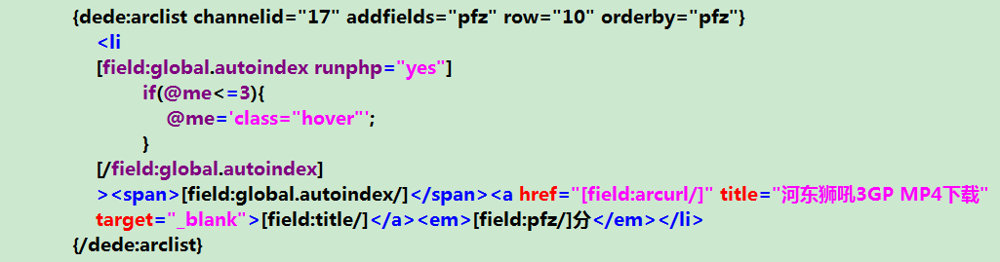 {dede:arclist channelid="17" addfields="pfz" row="10" orderby="pfz"}
<li
[field:global.autoindex runphp="yes"]
if(@me<=3){
@me='class="hover"';
}
[/field:global.autoindex]
><span>[field:global.autoindex/]</span><a href="[field:arcurl/]" title="河东狮吼3GP MP4下载"
target="_blank">[field:title/]</a><em>[field:pfz/]分</em></li>
{/dede:arclist}